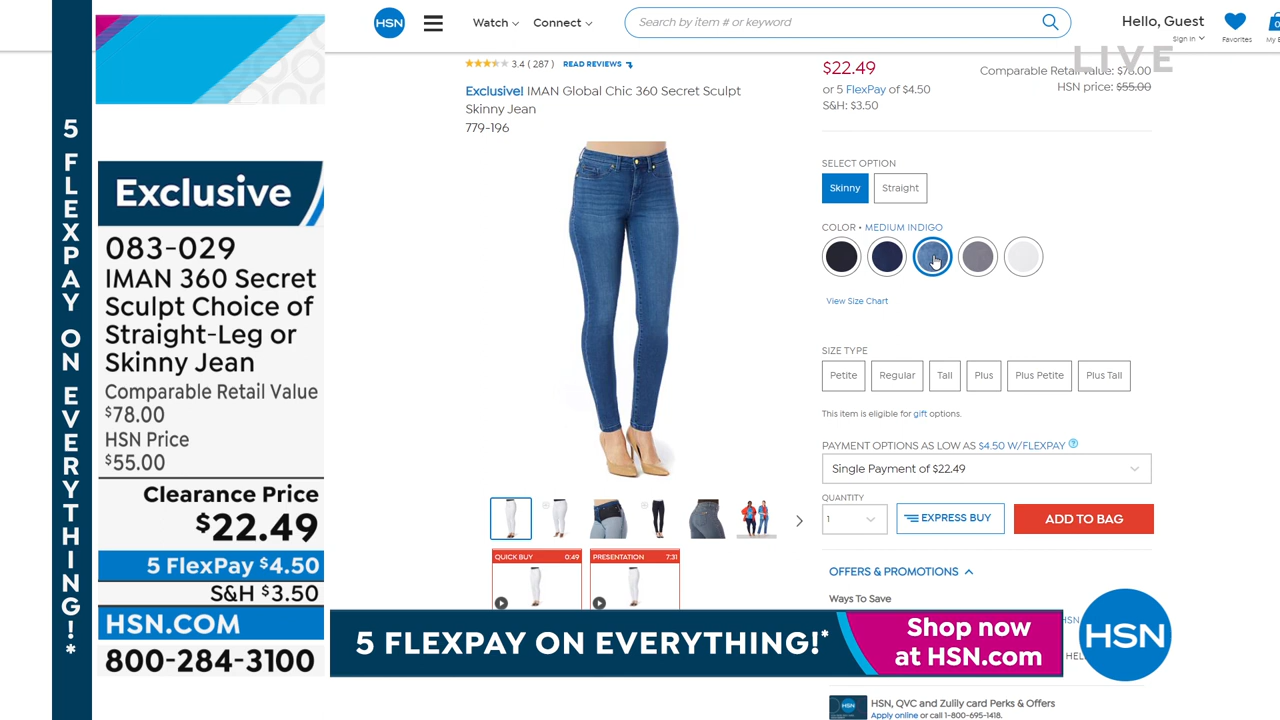 5 FLEXPAY ON EVERYTHING!*
Exclusive
083-029
IMAN 360 Secret
Sculpt Choice of
Straight-Leg or
Skinny Jean
Comparable Retail Value
$78.00
HSN Price
$55.00
Clearance Price
$22.49
5 FlexPay $4.50
S&H $3.50
HSN.COM
800-284-3100
HSN
Watch
Connect
Search by item # or keyword
Hello, Guest
Sign In
Favorites
LIVE
3.4 ( 287 )
READ REVIEWS
Exclusive! IMAN Global Chic 360 Secret Sculpt
Skinny Jean
779-196
QUICK BUY 0:49
PRESENTATION 7:31
$22.49
Comparable Retail Value: $78.00
or 5 FlexPay of $4.50
HSN price: $55.00
S&H: $3.50
SELECT OPTION
Skinny
Straight
COLOR • MEDIUM INDIGO
View Size Chart
SIZE TYPE
Petite
Regular
Tall
Plus
Plus Petite
Plus Tall
This item is eligible for gift options.
PAYMENT OPTIONS AS LOW AS $4.50 W/FLEXPAY
Single Payment of $22.49
QUANTITY
1
EXPRESS BUY
ADD TO BAG
OFFERS & PROMOTIONS
Ways To Save
5 FLEXPAY ON EVERYTHING!*
Shop now
at HSN.com
HSN
HSN
HSN, QVC and Zulily card Perks & Offers
Apply online or call 1-800-695-1418.